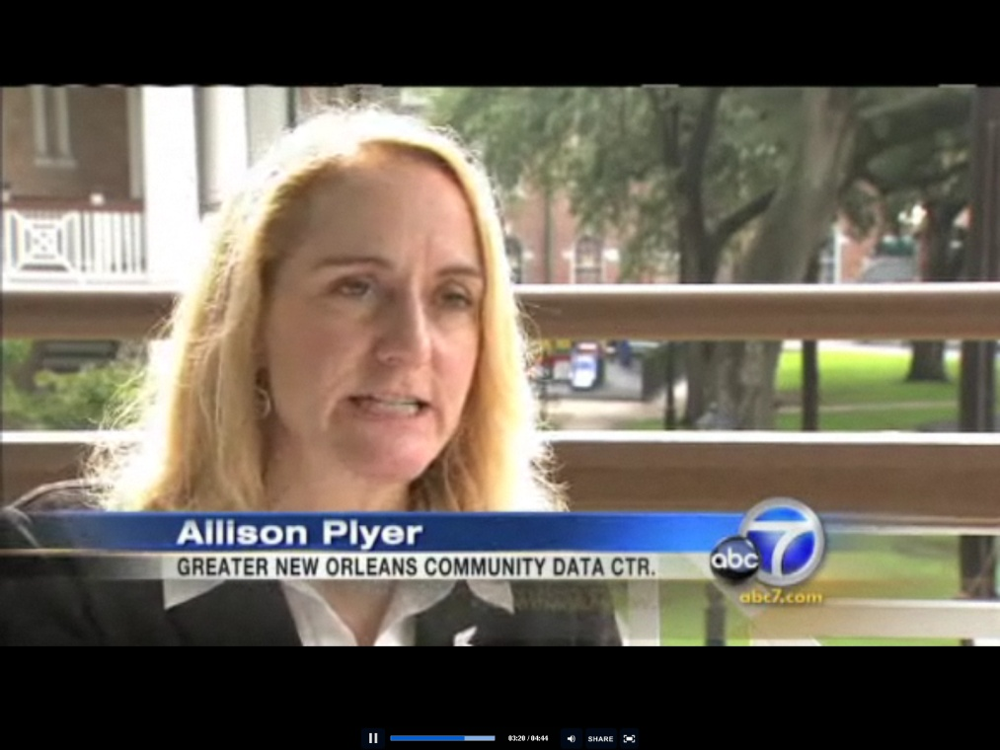 Allison Plyer
GREATER NEW ORLEANS COMMUNITY DATA CTR.
abc 7
abc7.com
03:20 / 04:44 SHARE